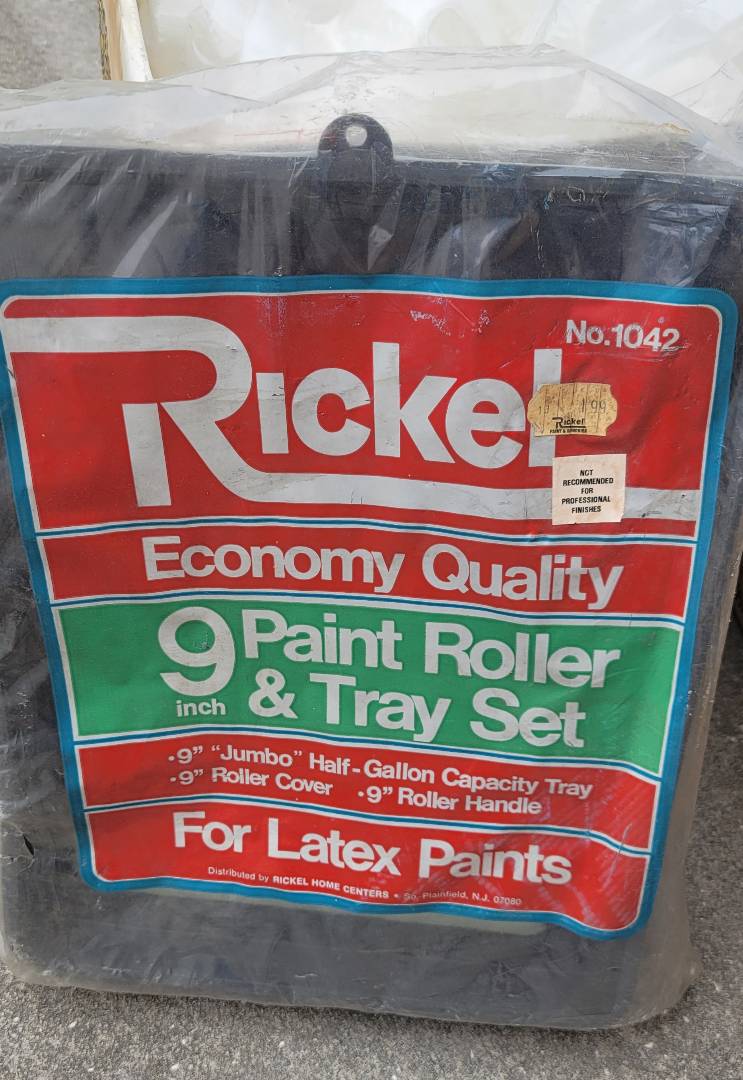 No.1042
Rickel
1.99
Rickel
NOT
RECOMMENDED
FOR
PROFESSIONAL
FINISHES
Economy Quality
9 inch Paint Roller
& Tray Set
•9” “Jumbo” Half-Gallon Capacity Tray
•9” Roller Cover •9” Roller Handle
For Latex Paints
Distributed by RICKEL HOME CENTERS • So. Plainfield, N.J. 07080